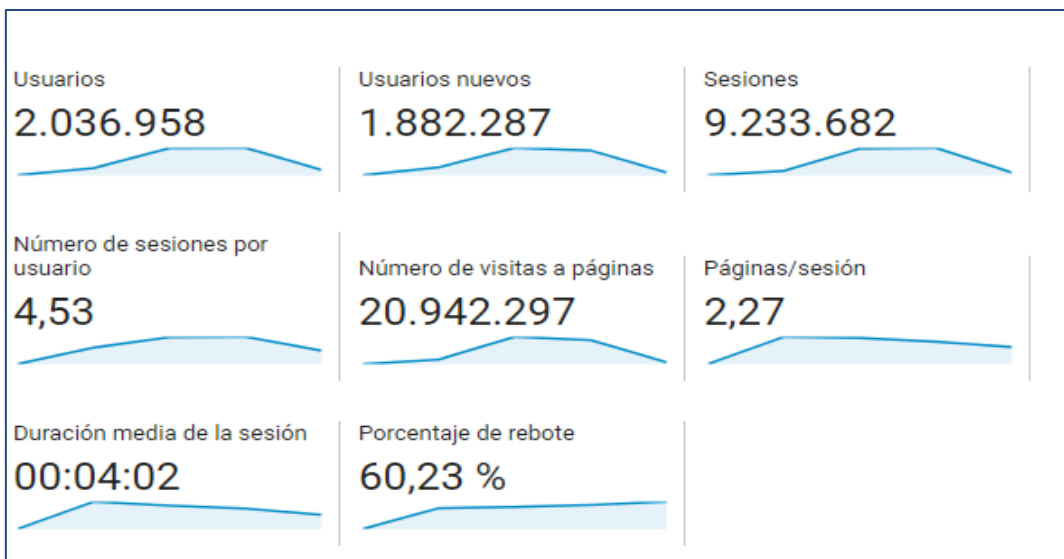 Usuarios
2.036.958
Usuarios nuevos
1.882.287
Sesiones
9.233.682
Número de sesiones por
usuario
4,53
Número de visitas a páginas
20.942.297
Páginas/sesión
2,27
Duración media de la sesión
00:04:02
Porcentaje de rebote
60,23 %